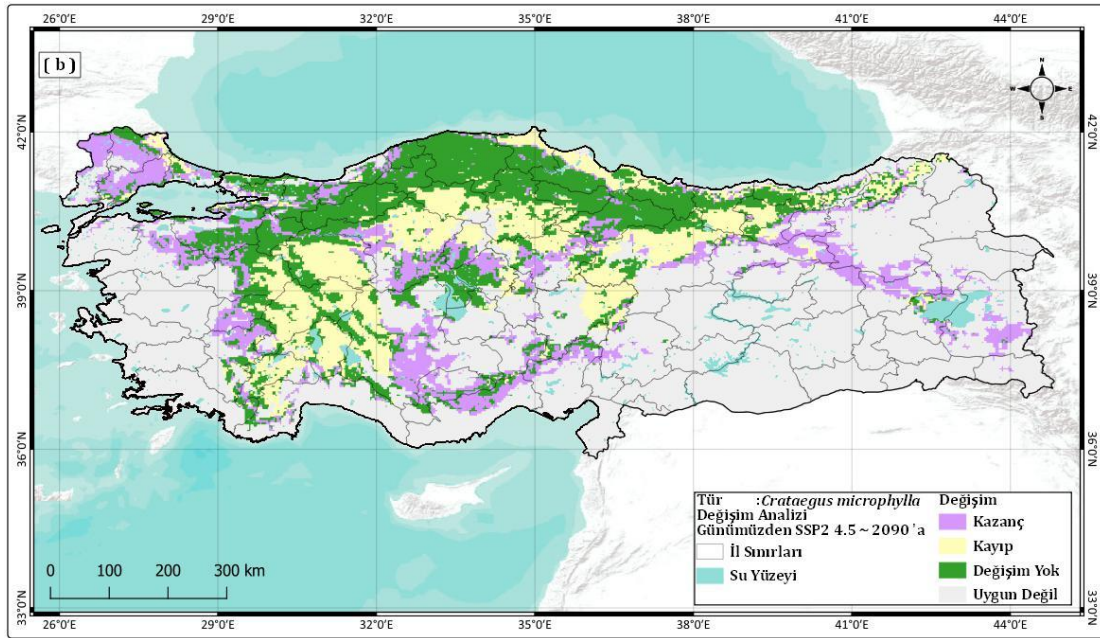 26°0'E 29°0'E 32°0'E 35°0'E 38°0'E 41°0'E 44°0'E
( b )
N
W E
S
42°0'N 42°0'N
39°0'N 39°0'N
36°0'N 36°0'N
33°0'N 33°0'N
Tür :Crataegus microphylla
Değişim Analizi
Günümüzden SSP2 4.5 ~ 2090 'a
İl Sınırları
Su Yüzeyi
Değişim
Kazanç
Kayıp
Değişim Yok
Uygun Değil
0 100 200 300 km
26°0'E 29°0'E 32°0'E 35°0'E 38°0'E 41°0'E 44°0'E